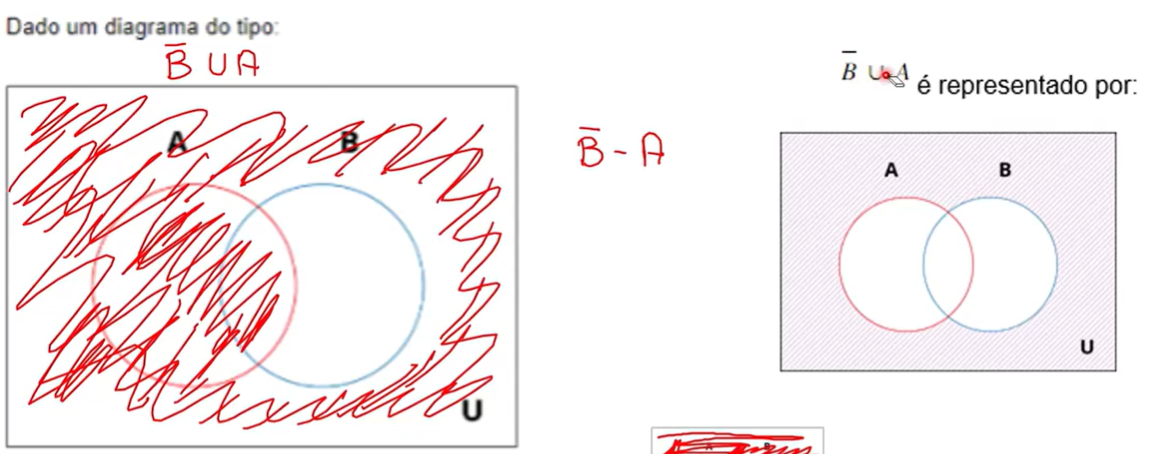 Dado um diagrama do tipo:
B̅ ∪ A
A B
U
B̅ - A
B̅ ∪ A é representado por:
A B
U